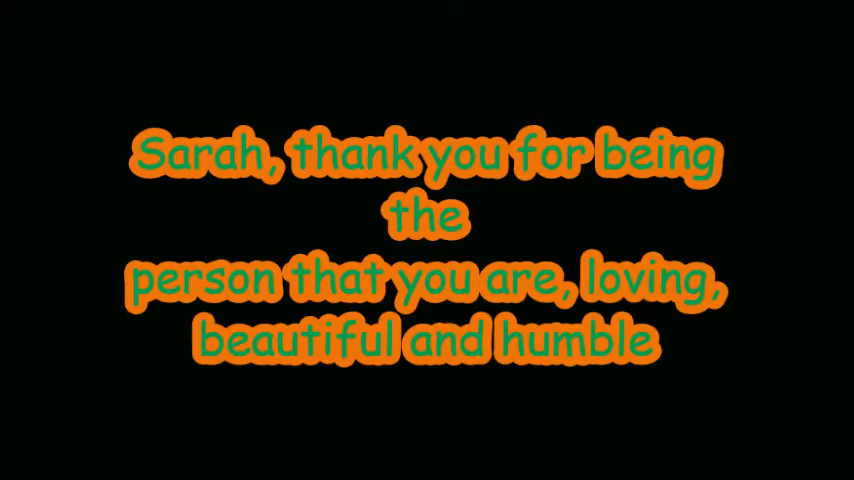 Sarah, thank you for being
the
person that you are, loving,
beautiful and humble